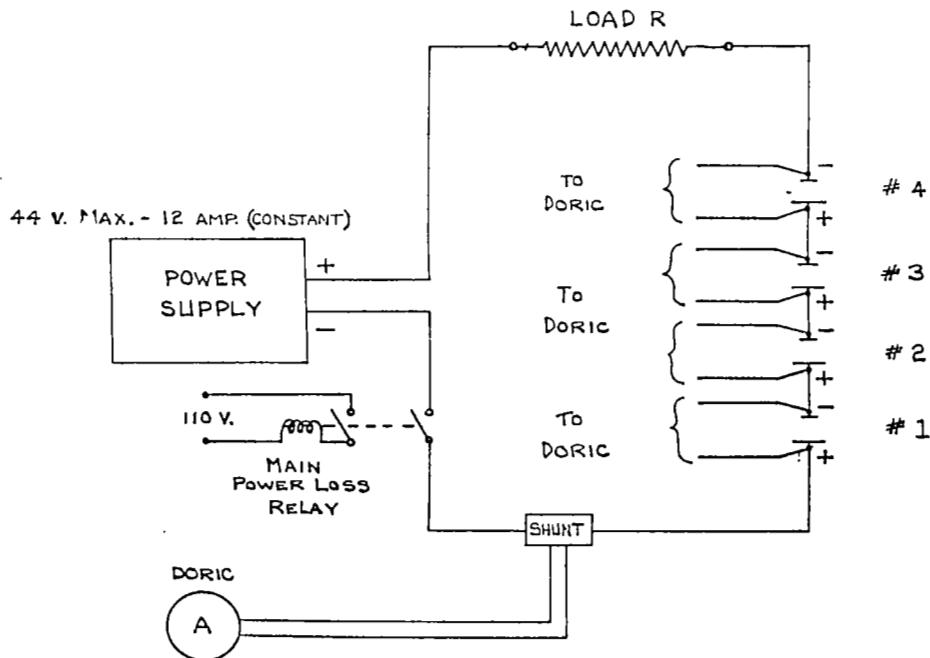 LOAD R
44 V. MAX. - 12 AMP. (CONSTANT)
POWER
SUPPLY
+
−
110 V.
MAIN
POWER LOSS
RELAY
TO
DORIC
−
+
# 4
TO
DORIC
−
+
# 3
−
+
# 2
TO
DORIC
−
+
# 1
SHUNT
DORIC
A